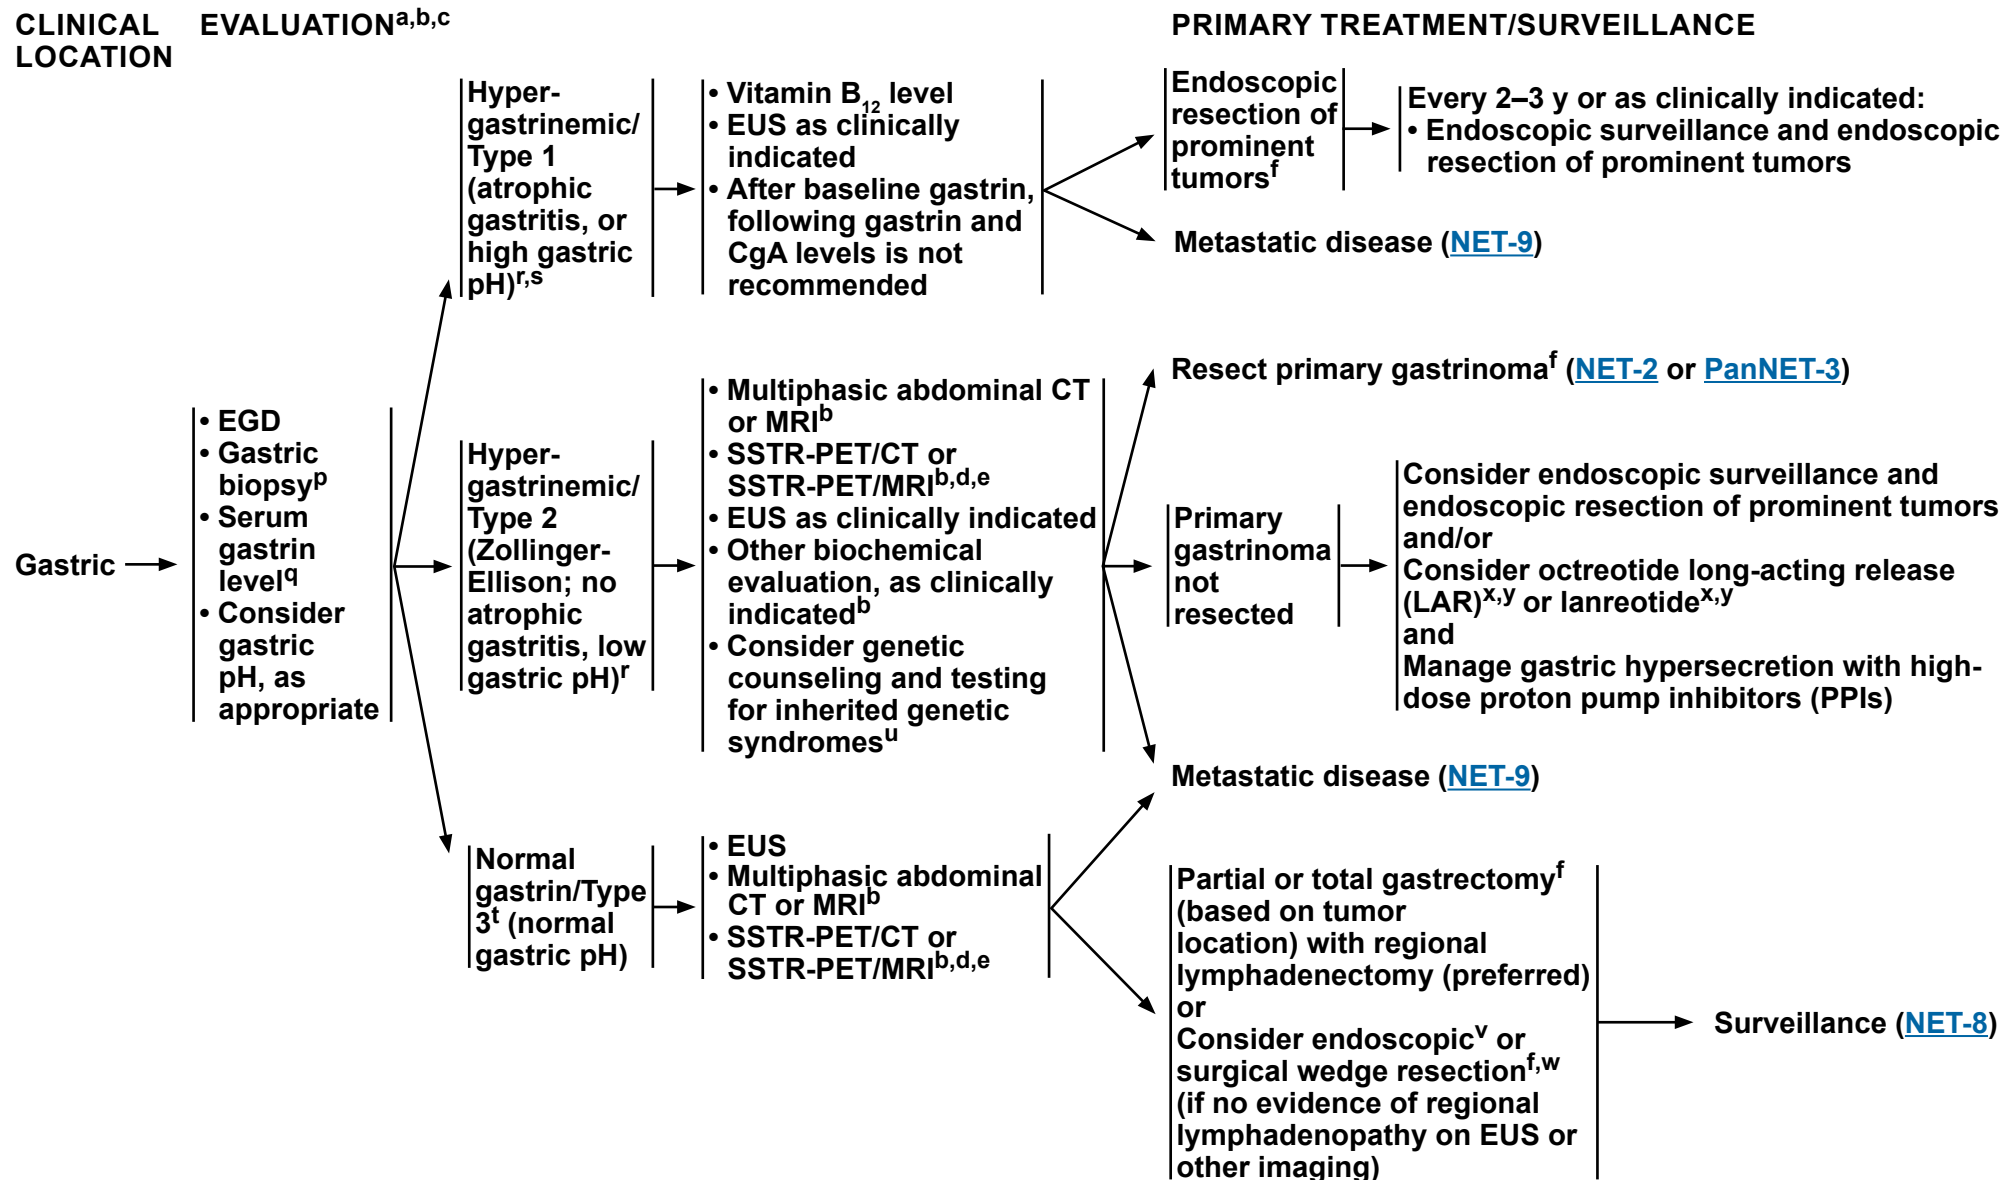 CLINICAL
LOCATION
EVALUATIONa,b,c
PRIMARY TREATMENT/SURVEILLANCE
Gastric
• EGD
• Gastric
biopsyp
• Serum
gastrin
levelq
• Consider
gastric
pH, as
appropriate
Hyper-
gastrinemic/
Type 1
(atrophic
gastritis, or
high gastric
pH)r,s
• Vitamin B12 level
• EUS as clinically
indicated
• After baseline gastrin,
following gastrin and
CgA levels is not
recommended
Endoscopic
resection of
prominent
tumorsf
Every 2–3 y or as clinically indicated:
• Endoscopic surveillance and endoscopic
resection of prominent tumors
Metastatic disease (NET-9)
Hyper-
gastrinemic/
Type 2
(Zollinger-
Ellison; no
atrophic
gastritis, low
gastric pH)r
• Multiphasic abdominal CT
or MRIb
• SSTR-PET/CT or
SSTR-PET/MRIb,d,e
• EUS as clinically indicated
• Other biochemical
evaluation, as clinically
indicatedb
• Consider genetic
counseling and testing
for inherited genetic
syndromesu
Resect primary gastrinomaf (NET-2 or PanNET-3)
Primary
gastrinoma
not
resected
Consider endoscopic surveillance and
endoscopic resection of prominent tumors
and/or
Consider octreotide long-acting release
(LAR)x,y or lanreotidex,y
and
Manage gastric hypersecretion with high-
dose proton pump inhibitors (PPIs)
Metastatic disease (NET-9)
Normal
gastrin/Type
3t (normal
gastric pH)
• EUS
• Multiphasic abdominal
CT or MRIb
• SSTR-PET/CT or
SSTR-PET/MRIb,d,e
Partial or total gastrectomyf
(based on tumor
location) with regional
lymphadenectomy (preferred)
or
Consider endoscopicv or
surgical wedge resectionf,w
(if no evidence of regional
lymphadenopathy on EUS or
other imaging)
Surveillance (NET-8)